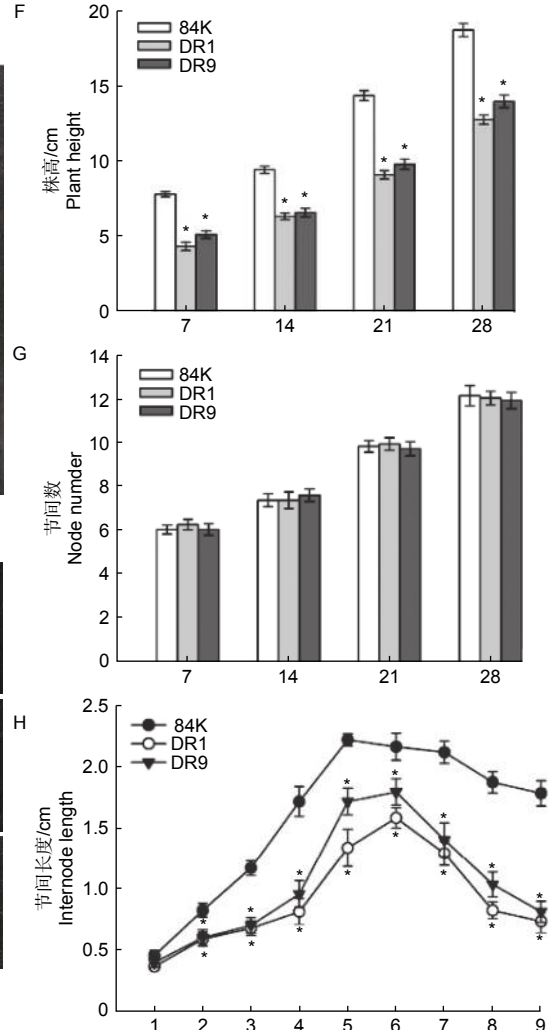 F
20
15
10
5
0
株高/cm
Plant height
84K
DR1
DR9
* * * * * * * *
7 14 21 28
G
14
12
10
8
6
4
2
0
节间数
Node numder
84K
DR1
DR9
7 14 21 28
H
2.5
2.0
1.5
1.0
0.5
0
节间长度/cm
Internode length
84K
DR1
DR9
* * * * * * * *
* * * * * * * *
1 2 3 4 5 6 7 8 9